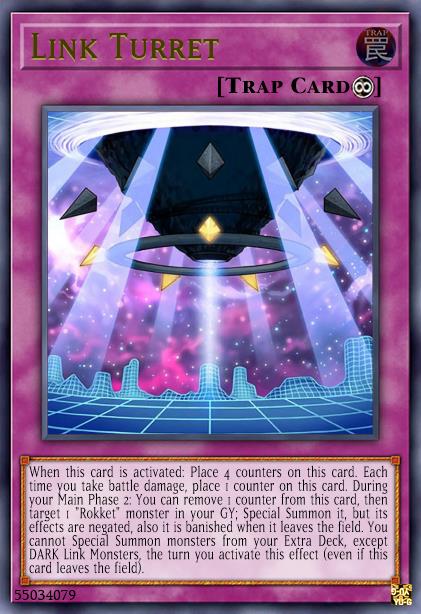 LINK TURRET
TRAP
罠
[TRAP CARD♾]
When this card is activated: Place 4 counters on this card. Each
time you take battle damage, place 1 counter on this card. During
your Main Phase 2: You can remove 1 counter from this card, then
target 1 "Rokket" monster in your GY; Special Summon it, but its
effects are negated, also it is banished when it leaves the field. You
cannot Special Summon monsters from your Extra Deck, except
DARK Link Monsters, the turn you activate this effect (even if this
card leaves the field).
55034079